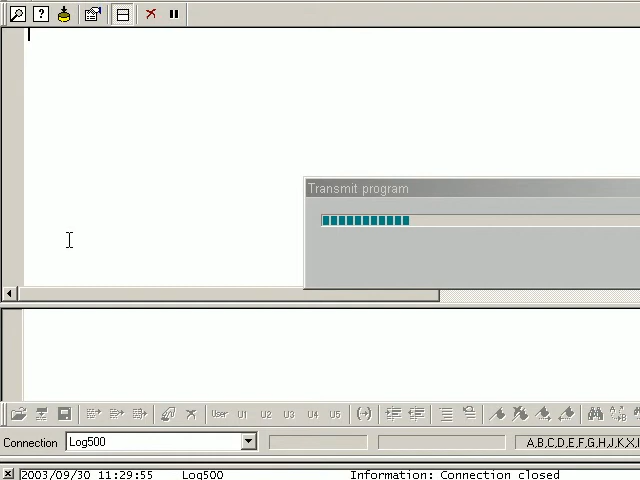 Transmit program
User U1 U2 U3 U4 U5
Connection Log500 A,B,C,D,E,F,G,H,J,K,X,I
2003/09/30 11:29:55 Log500 Information: Connection closed